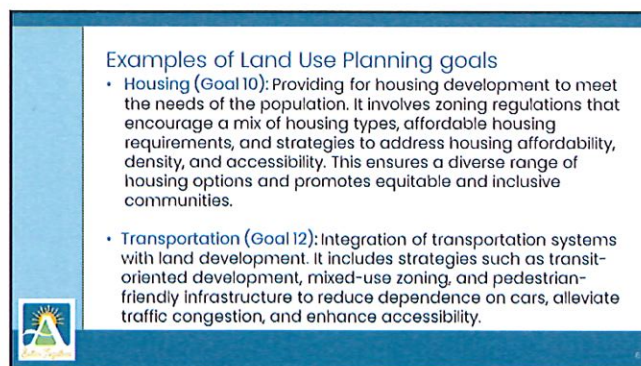 Examples of Land Use Planning goals
• Housing (Goal 10): Providing for housing development to meet
the needs of the population. It involves zoning regulations that
encourage a mix of housing types, affordable housing
requirements, and strategies to address housing affordability,
density, and accessibility. This ensures a diverse range of
housing options and promotes equitable and inclusive
communities.
• Transportation (Goal 12): Integration of transportation systems
with land development. It includes strategies such as transit-
oriented development, mixed-use zoning, and pedestrian-
friendly infrastructure to reduce dependence on cars, alleviate
traffic congestion, and enhance accessibility.